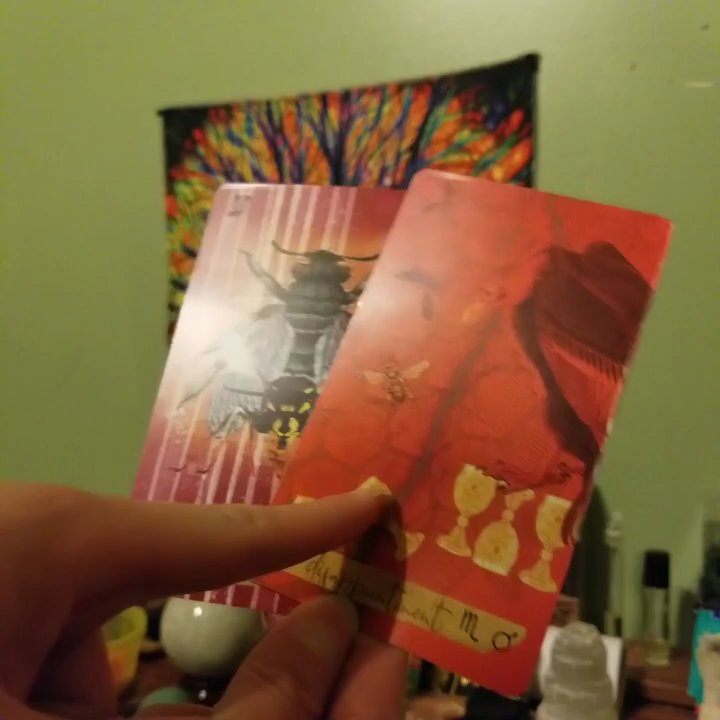 disappointment ♏ ♂